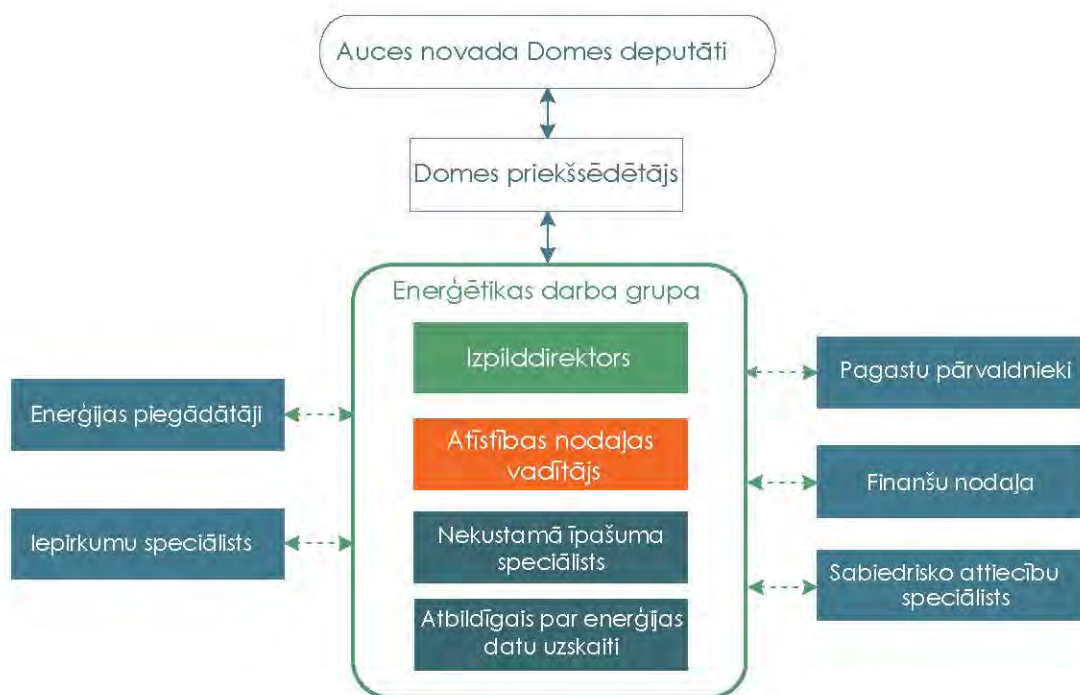 Auces novada Domes deputāti
Domes priekšsēdētājs
Enerģētikas darba grupa
Izpilddirektors
Attīstības nodaļas
vadītājs
Nekustamā īpašuma
speciālists
Atbildīgais par enerģijas
datu uzskaiti
Enerģijas piegādātāji
Iepirkumu speciālists
Pagastu pārvaldnieki
Finanšu nodaļa
Sabiedrisko attiecību
speciālists